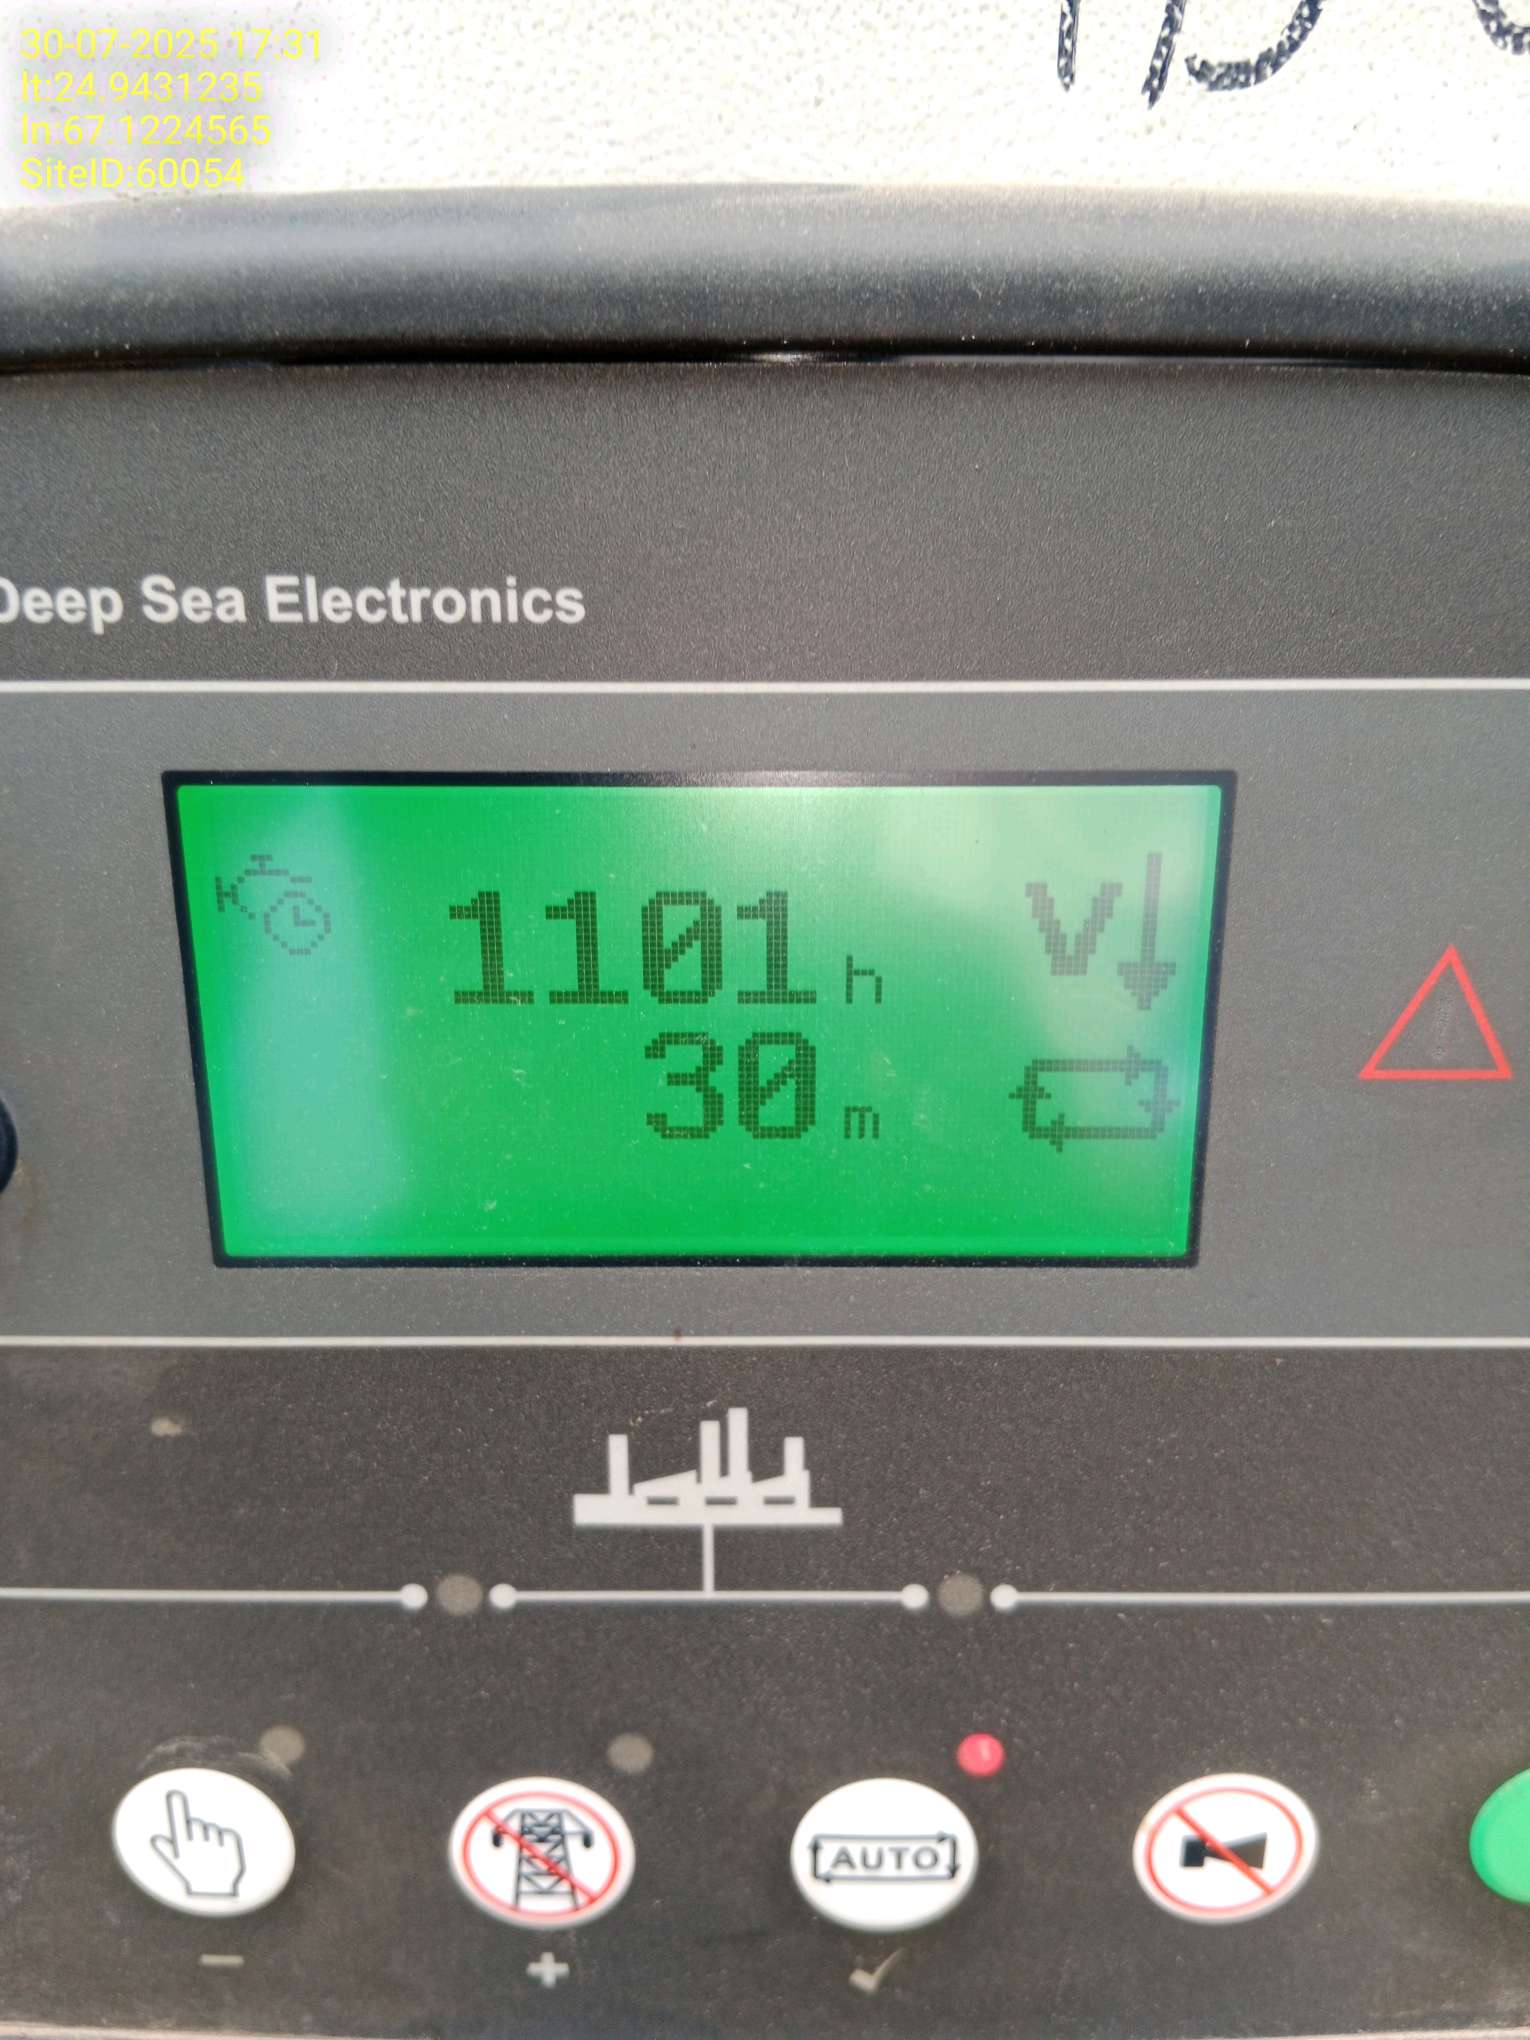 30-07-2025 17:31
lt:24.9431235
ln:67.1224565
SiteID:60054
Deep Sea Electronics
1101 h
V
30 m
AUTO